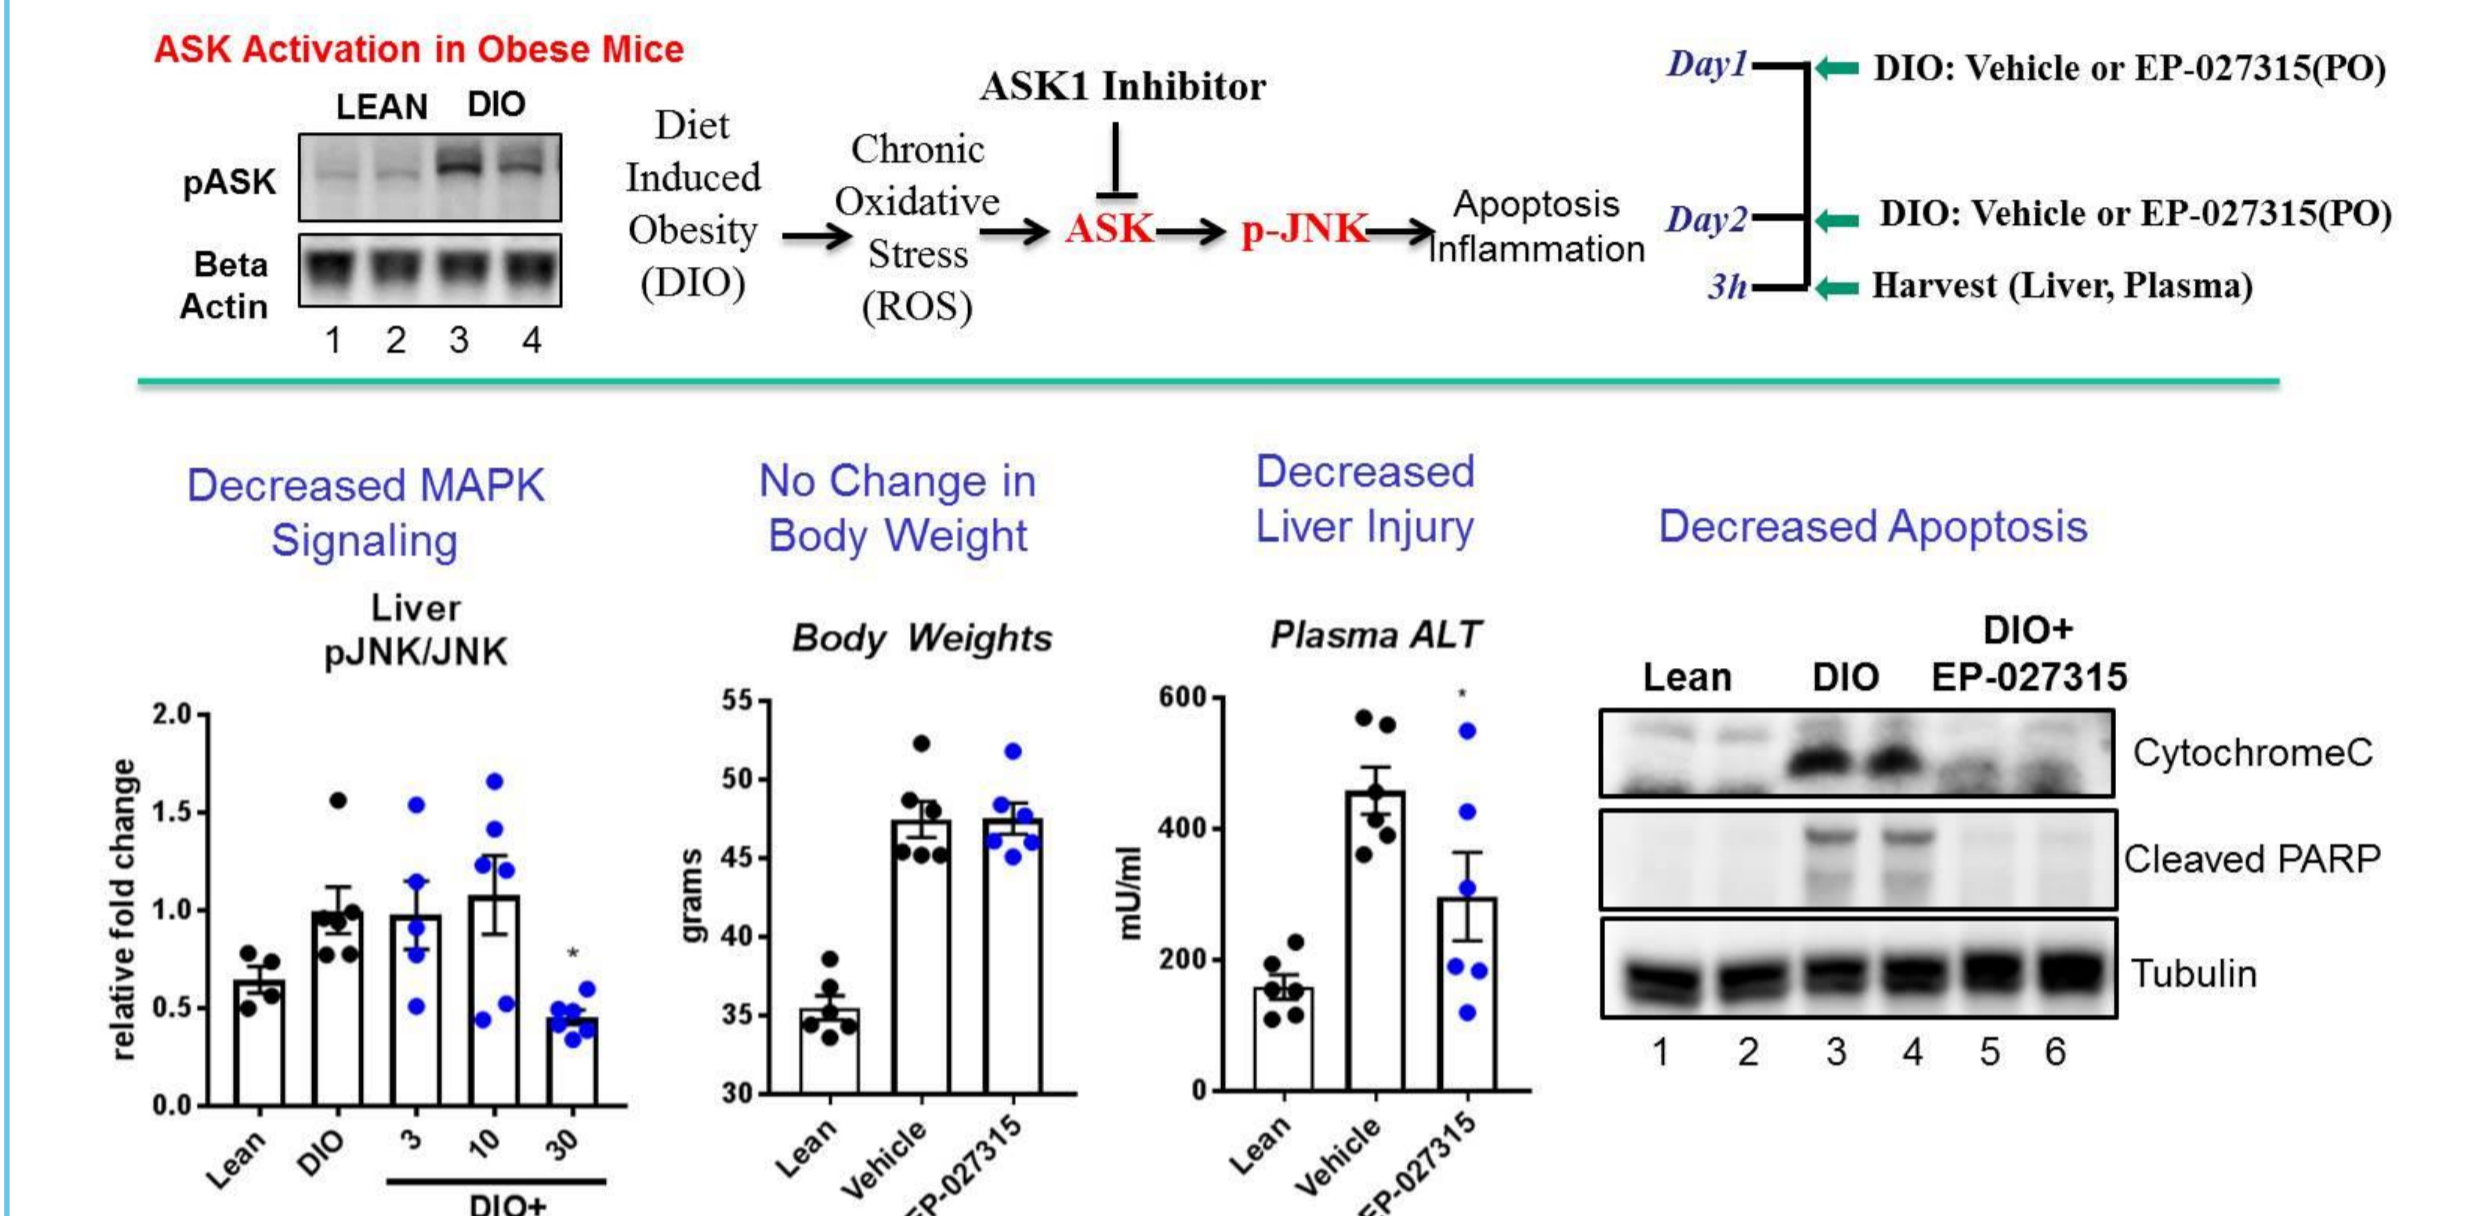 ASK Activation in Obese Mice
LEAN DIO
pASK
Beta
Actin
1 2 3 4
Diet
Induced
Obesity
(DIO)
Chronic
Oxidative
Stress
(ROS)
ASK1 Inhibitor
ASK
p-JNK
Apoptosis
Inflammation
Day1
DIO: Vehicle or EP-027315(PO)
Day2
DIO: Vehicle or EP-027315(PO)
3h
Harvest (Liver, Plasma)
Decreased MAPK
Signaling
Liver
pJNK/JNK
relative fold change
2.0
1.5
1.0
0.5
0.0
Lean
DIO
3
10
30
DIO+
No Change in
Body Weight
Body Weights
grams
55
50
45
40
35
30
Lean
Vehicle
EP-027315
Decreased
Liver Injury
Plasma ALT
mU/ml
600
400
200
0
Lean
Vehicle
EP-027315
*
*
Decreased Apoptosis
Lean
DIO
DIO+
EP-027315
CytochromeC
Cleaved PARP
Tubulin
1 2 3 4 5 6